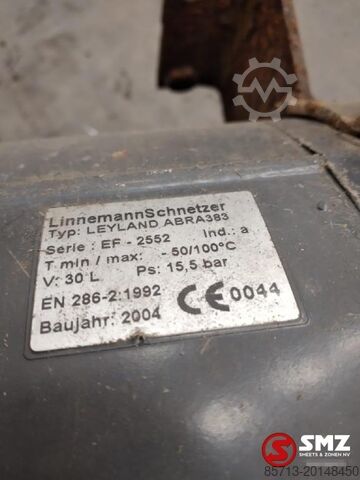 LinnemannSchnetzer
Typ: LEYLAND ABRA383
Serie : EF - 2552 Ind.: a
T min / max: - 50/100°C
V: 30 L Ps: 15,5 bar
EN 286-2:1992 CE 0044
Baujahr: 2004
SMZ
SHEETS & ZONEN NV
85713-20148450